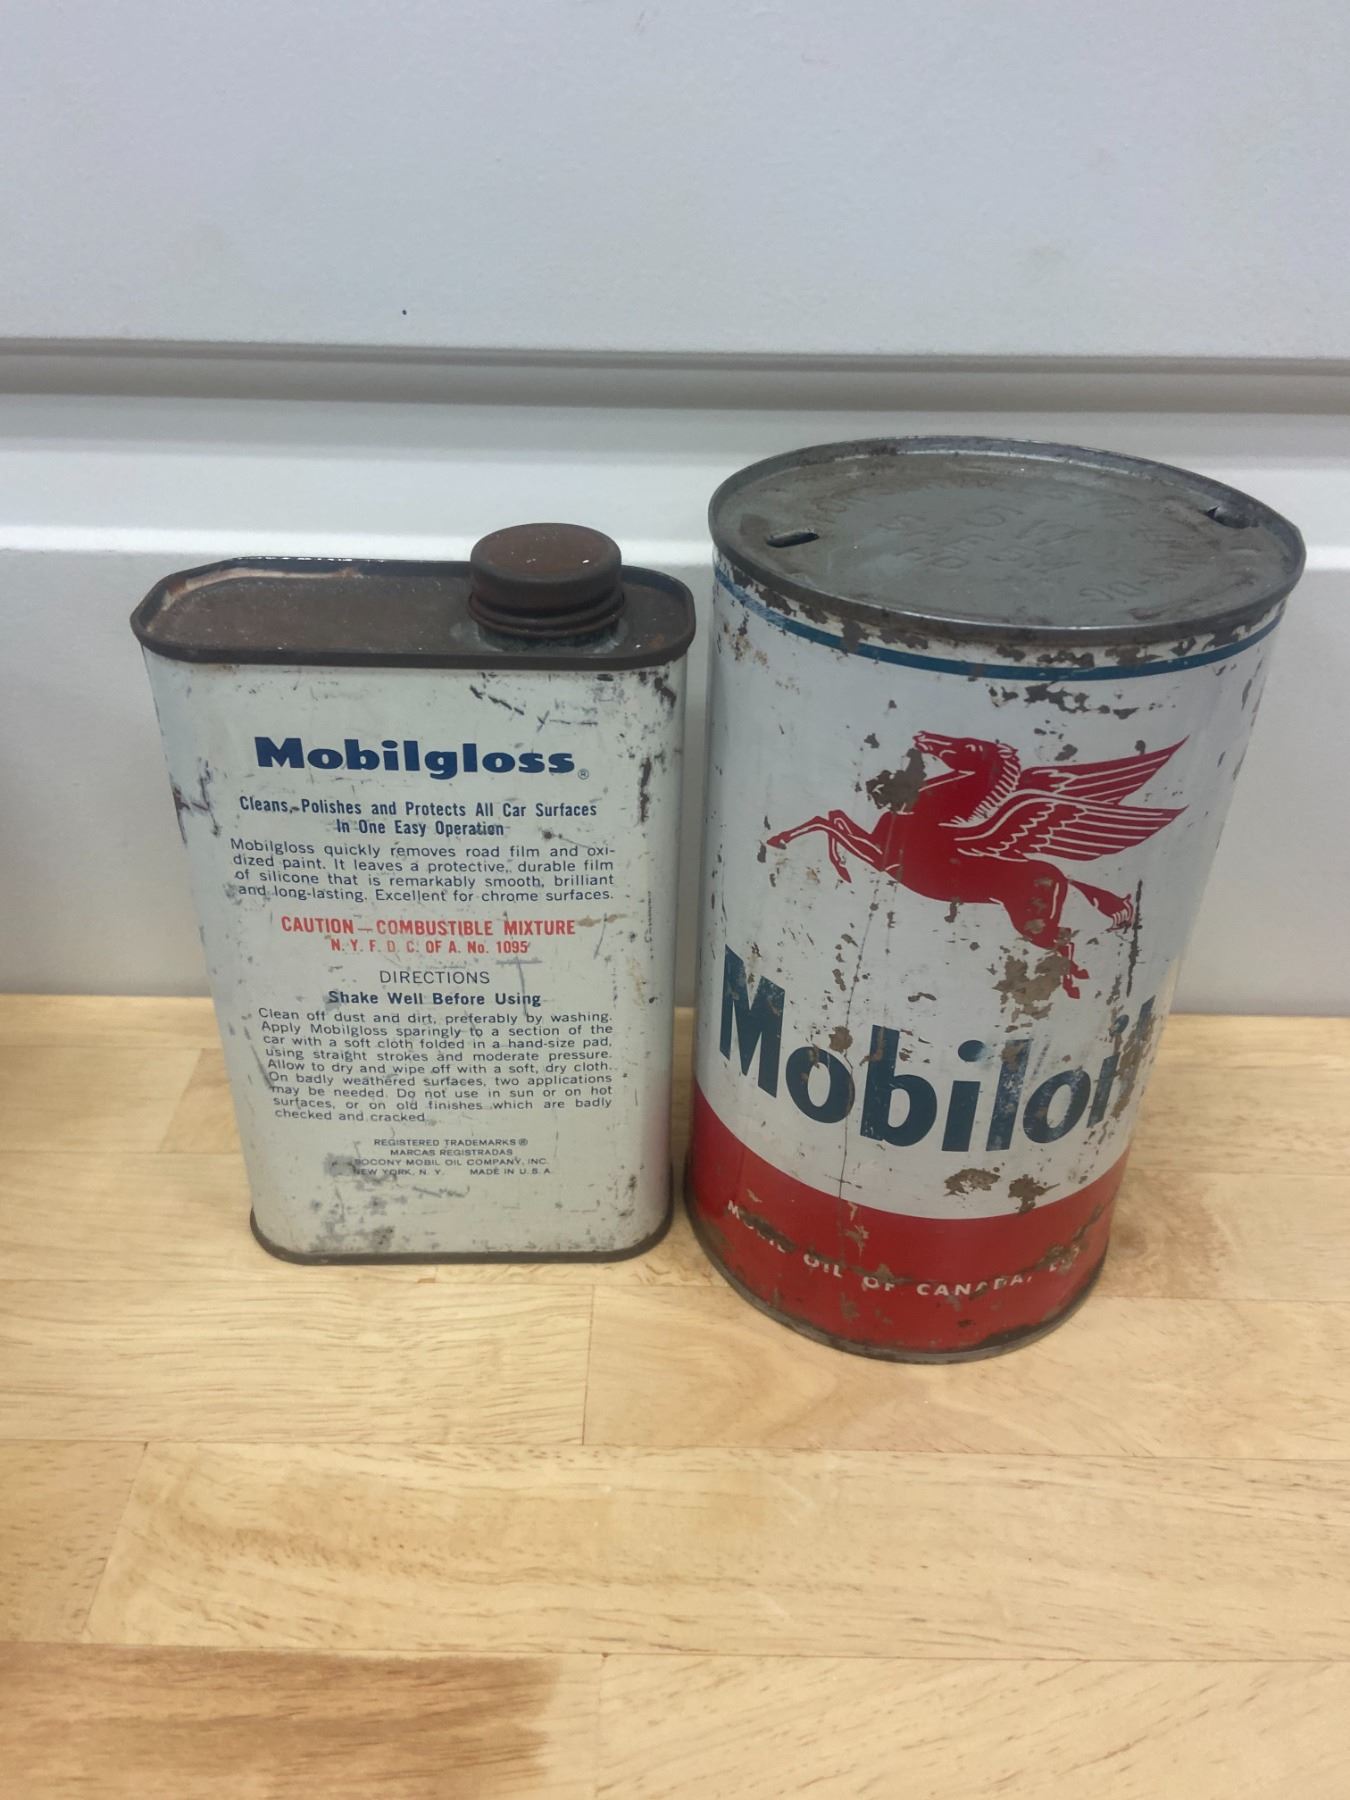 Mobilgloss®
Cleans, Polishes and Protects All Car Surfaces
In One Easy Operation
Mobilgloss quickly removes road film and oxi-
dized paint. It leaves a protective, durable film
of silicone that is remarkably smooth, brilliant
and long-lasting. Excellent for chrome surfaces.
CAUTION — COMBUSTIBLE MIXTURE
N. Y. F. D. C. OF A. No. 1095
DIRECTIONS
Shake Well Before Using
Clean off dust and dirt, preferably by washing.
Apply Mobilgloss sparingly to a section of the
car with a soft cloth folded in a hand-size pad,
using straight strokes and moderate pressure.
Allow to dry and wipe off with a soft, dry cloth.
On badly weathered surfaces, two applications
may be needed. Do not use in sun or on hot
surfaces, or on old finishes which are badly
checked and cracked.
REGISTERED TRADEMARKS ®
MARCAS REGISTRADAS
SOCONY MOBIL OIL COMPANY, INC.
NEW YORK, N. Y. MADE IN U.S.A.
Mobiloil
MOBIL OIL OF CANADA,